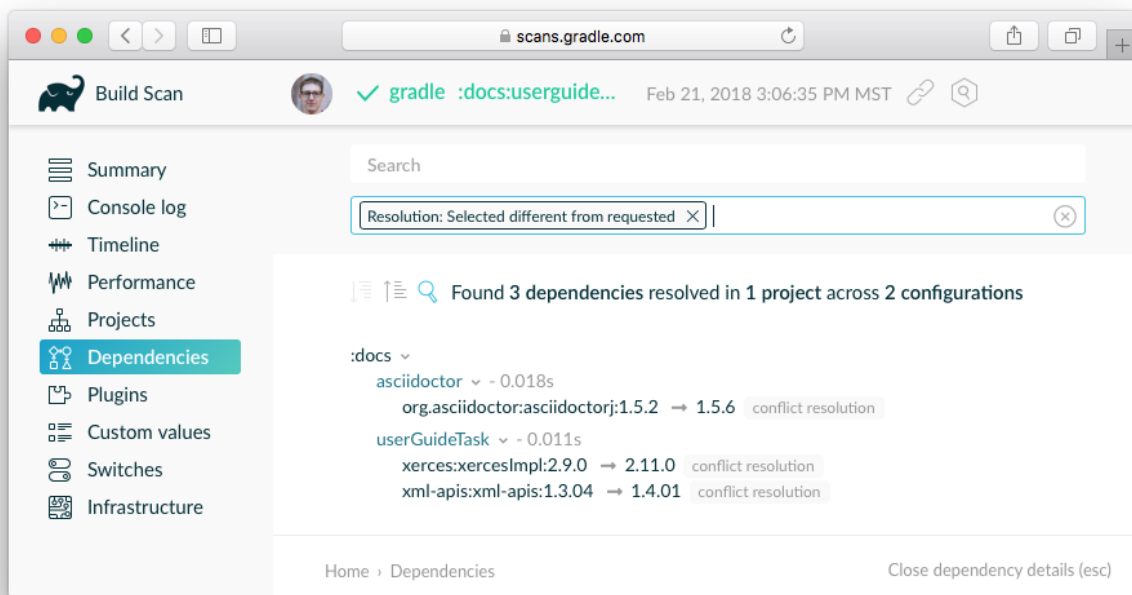 scans.gradle.com
Build Scan
gradle :docs:userguide... Feb 21, 2018 3:06:35 PM MST
Summary
Console log
Timeline
Performance
Projects
Dependencies
Plugins
Custom values
Switches
Infrastructure
Search
Resolution: Selected different from requested
Found 3 dependencies resolved in 1 project across 2 configurations
:docs
asciidoctor - 0.018s
org.asciidoctor:asciidoctorj:1.5.2 → 1.5.6 conflict resolution
userGuideTask - 0.011s
xerces:xercesImpl:2.9.0 → 2.11.0 conflict resolution
xml-apis:xml-apis:1.3.04 → 1.4.01 conflict resolution
Home › Dependencies
Close dependency details (esc)